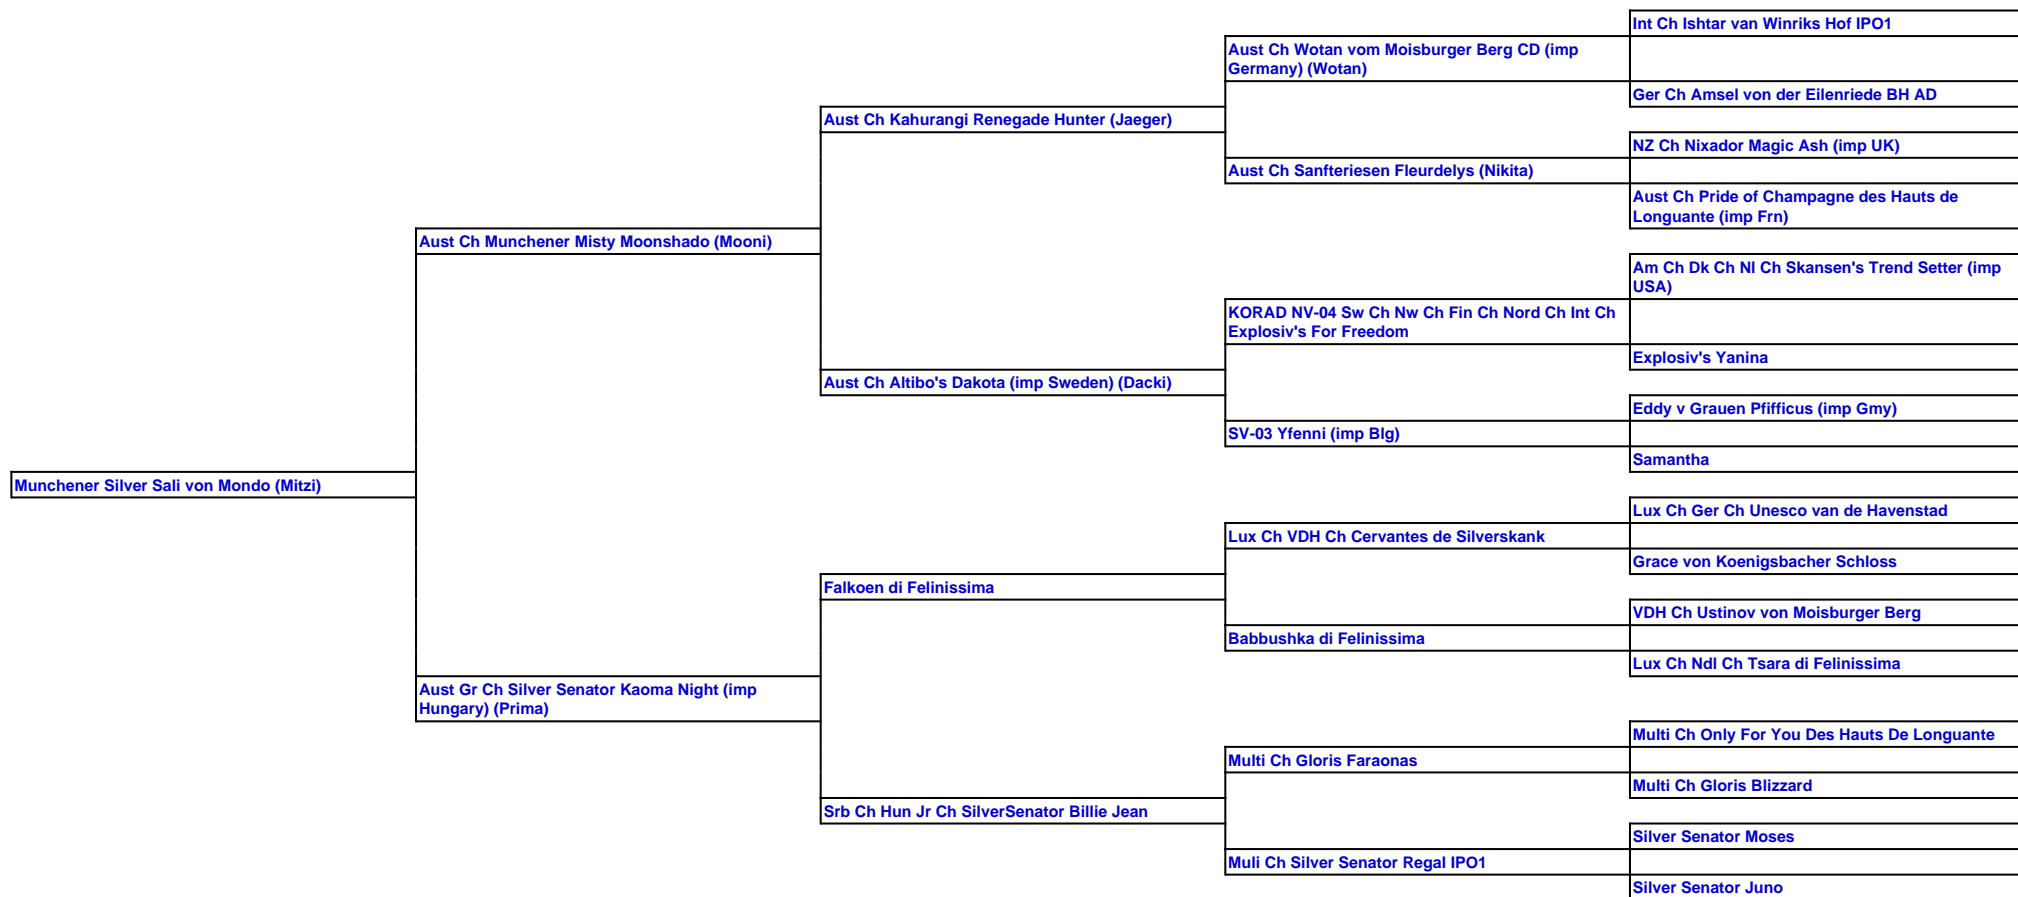 Int Ch Ishtar van Winriks Hof IPO1
Aust Ch Wotan vom Moisburger Berg CD (imp
Germany) (Wotan)
Ger Ch Amsel von der Eilenriede BH AD
Aust Ch Kahurangi Renegade Hunter (Jaeger)
NZ Ch Nixador Magic Ash (imp UK)
Aust Ch Sanfteriesen Fleurdelys (Nikita)
Aust Ch Pride of Champagne des Hauts de
Longuante (imp Frn)
Aust Ch Munchener Misty Moonshado (Mooni)
Am Ch Dk Ch Nl Ch Skansen's Trend Setter (imp
USA)
KORAD NV-04 Sw Ch Nw Ch Fin Ch Nord Ch Int Ch
Explosiv's For Freedom
Explosiv's Yanina
Aust Ch Altibo's Dakota (imp Sweden) (Dacki)
Eddy v Grauen Pfifficus (imp Gmy)
SV-03 Yfenni (imp Blg)
Samantha
Munchener Silver Sali von Mondo (Mitzi)
Lux Ch Ger Ch Unesco van de Havenstad
Lux Ch VDH Ch Cervantes de Silverskank
Grace von Koenigsbacher Schloss
Falkoen di Felinissima
VDH Ch Ustinov von Moisburger Berg
Babbushka di Felinissima
Lux Ch Ndl Ch Tsara di Felinissima
Aust Gr Ch Silver Senator Kaoma Night (imp
Hungary) (Prima)
Multi Ch Only For You Des Hauts De Longuante
Multi Ch Gloris Faraonas
Multi Ch Gloris Blizzard
Srb Ch Hun Jr Ch SilverSenator Billie Jean
Silver Senator Moses
Muli Ch Silver Senator Regal IPO1
Silver Senator Juno